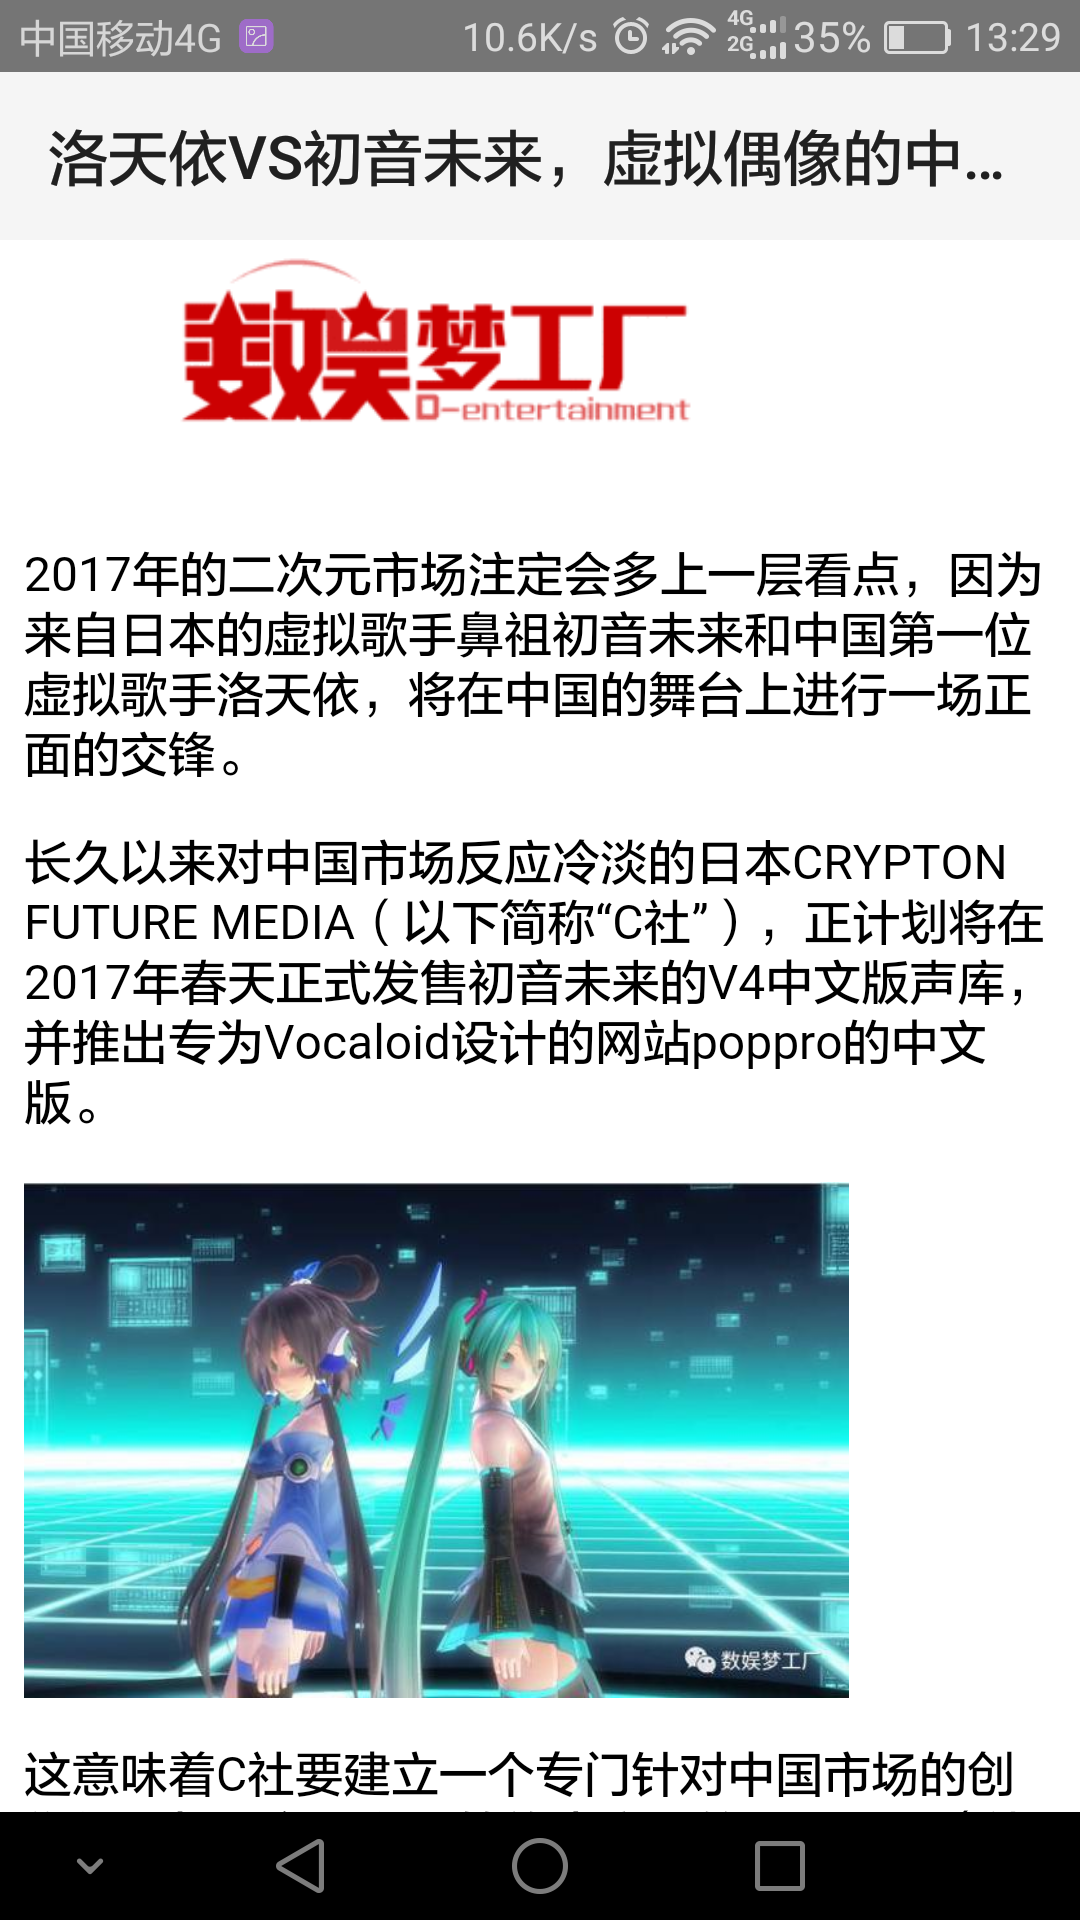 中国移动4G 10.6K/s 4G 2G 35% 13:29
洛天依VS初音未来，虚拟偶像的中...
数娱梦工厂
D-entertainment
2017年的二次元市场注定会多上一层看点，因为
来自日本的虚拟歌手鼻祖初音未来和中国第一位
虚拟歌手洛天依，将在中国的舞台上进行一场正
面的交锋。
长久以来对中国市场反应冷淡的日本CRYPTON
FUTURE MEDIA（以下简称“C社”），正计划将在
2017年春天正式发售初音未来的V4中文版声库，
并推出专为Vocaloid设计的网站poppro的中文
版。
数娱梦工厂
这意味着C社要建立一个专门针对中国市场的创